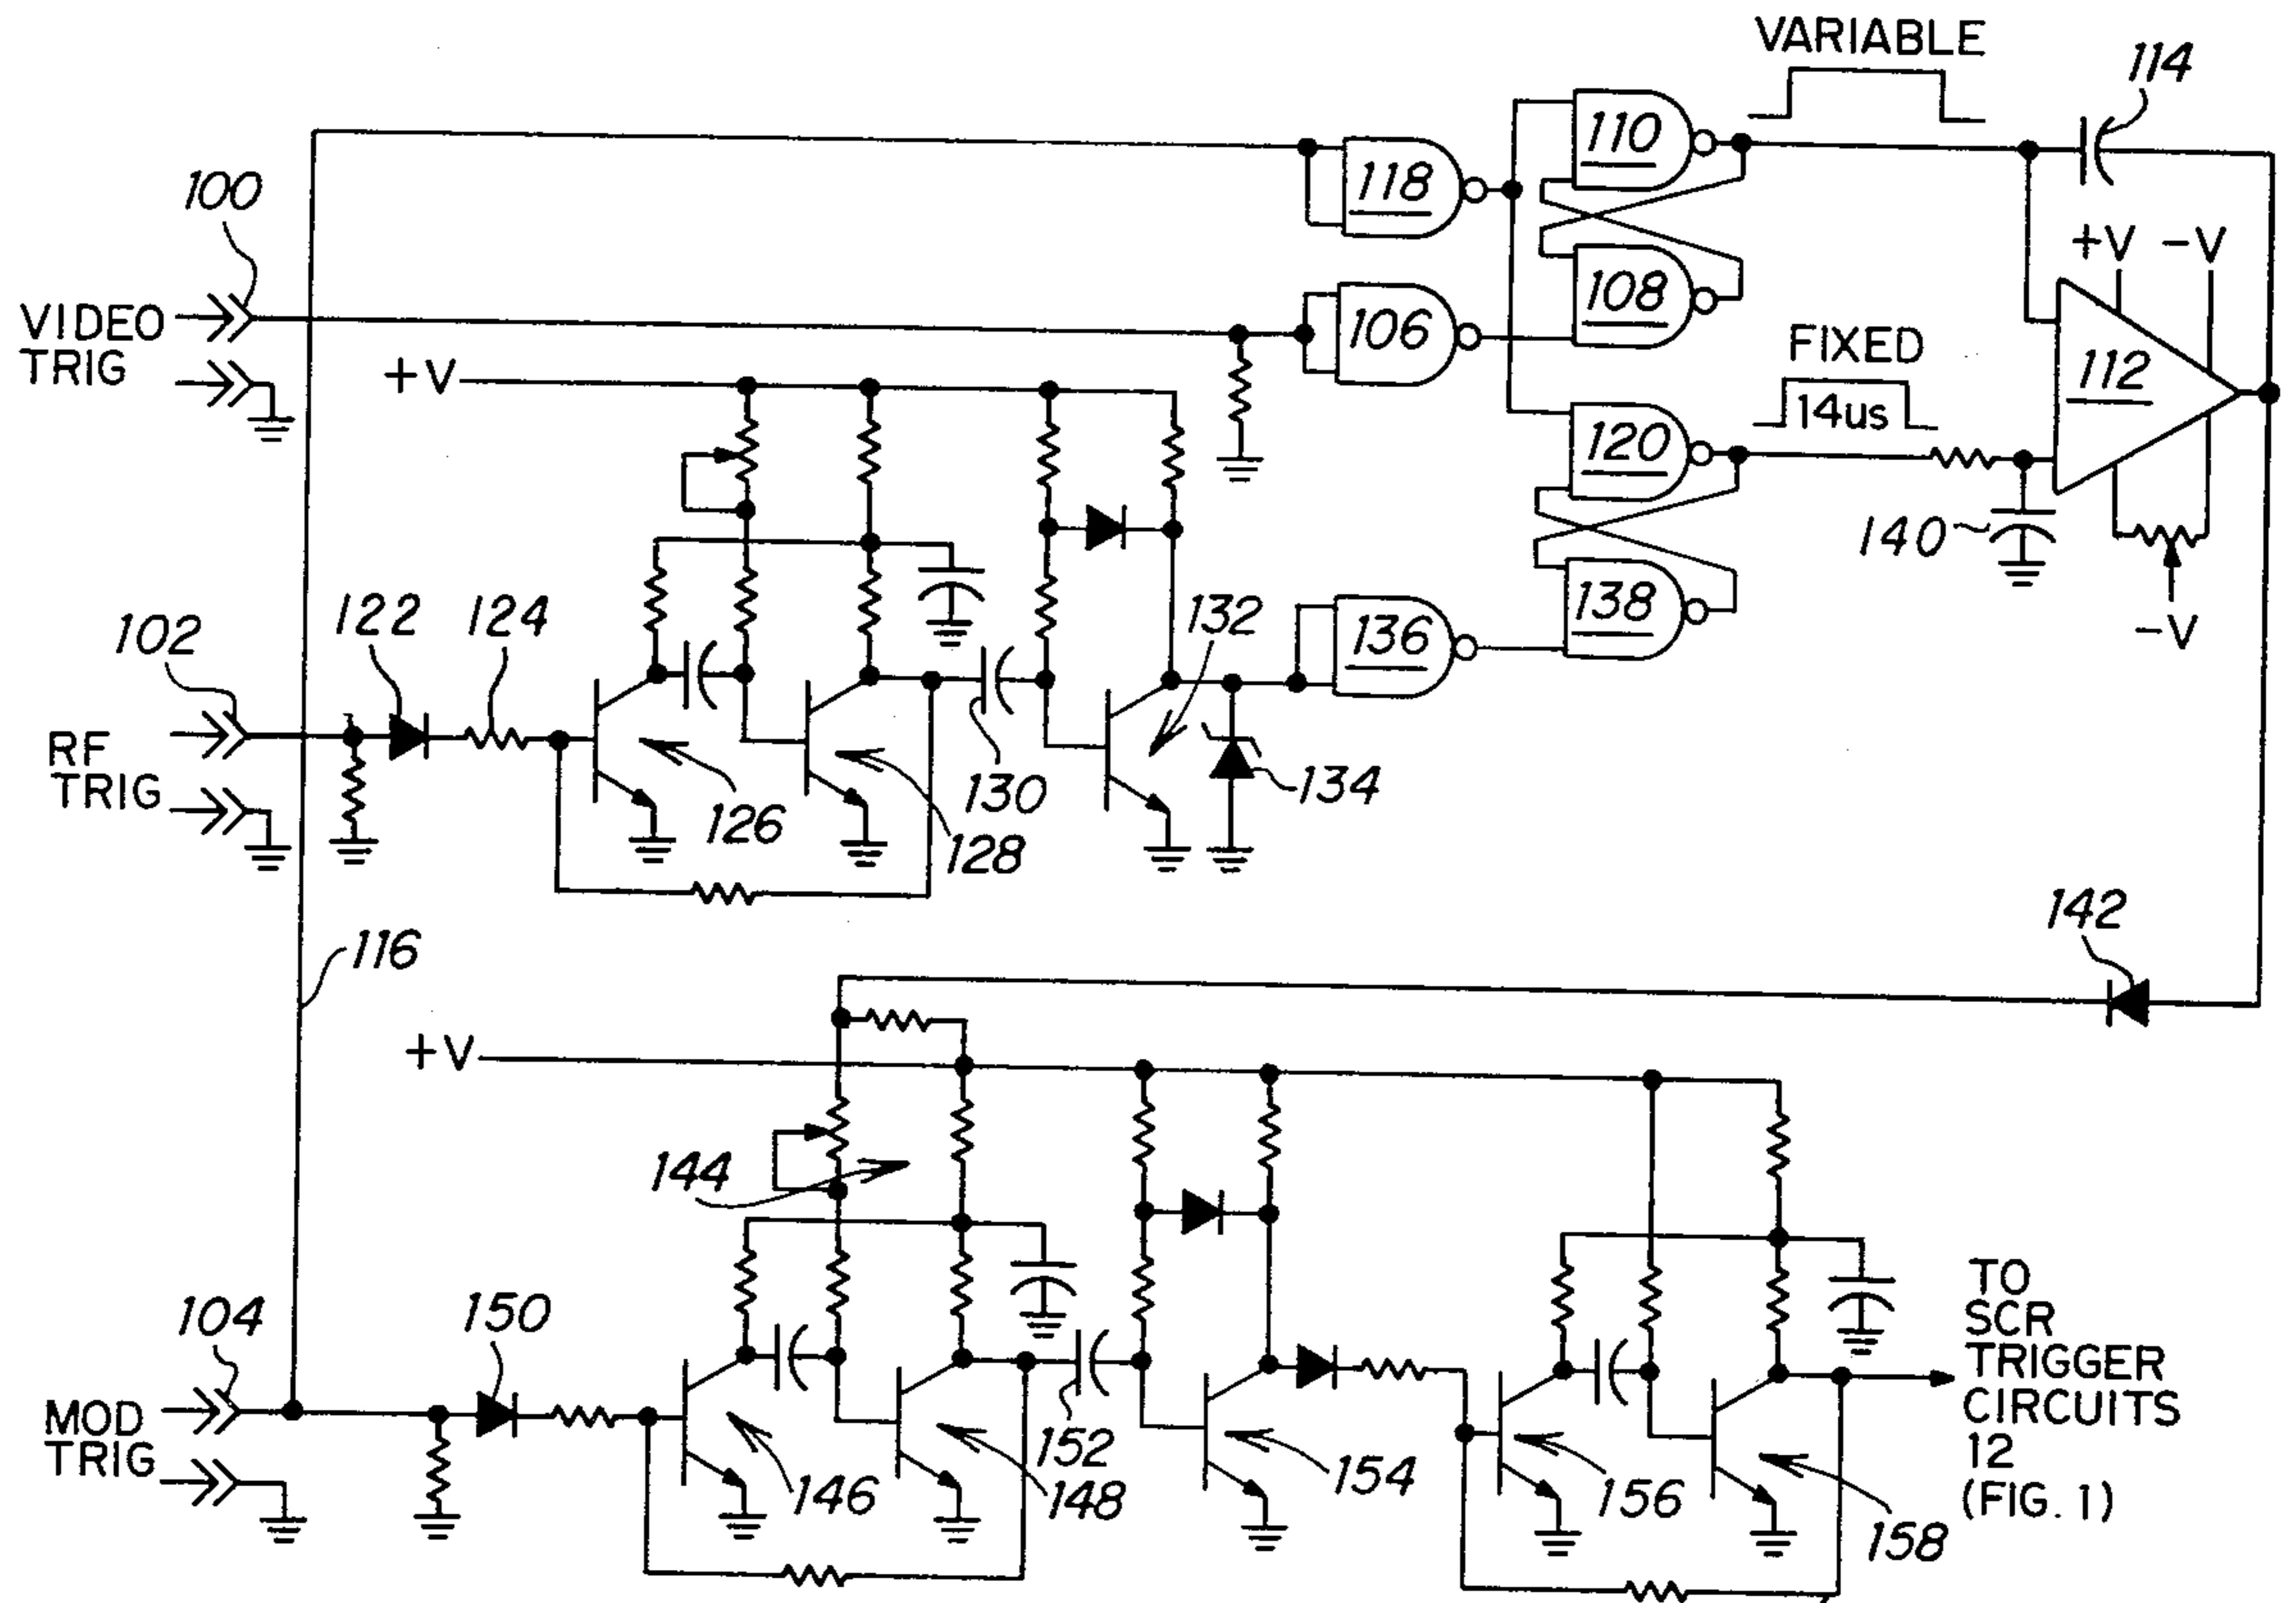 VARIABLE
114
110
118
100
+V -V
108
VIDEO
TRIG
106
FIXED
112
+V
14us
120
140
138
-V
102
122
124
132
136
RF
TRIG
126
130
134
128
142
116
+V
144
TO
SCR
TRIGGER
CIRCUITS
12
(FIG. 1)
104
150
MOD
TRIG
152
146
148
154
156
158